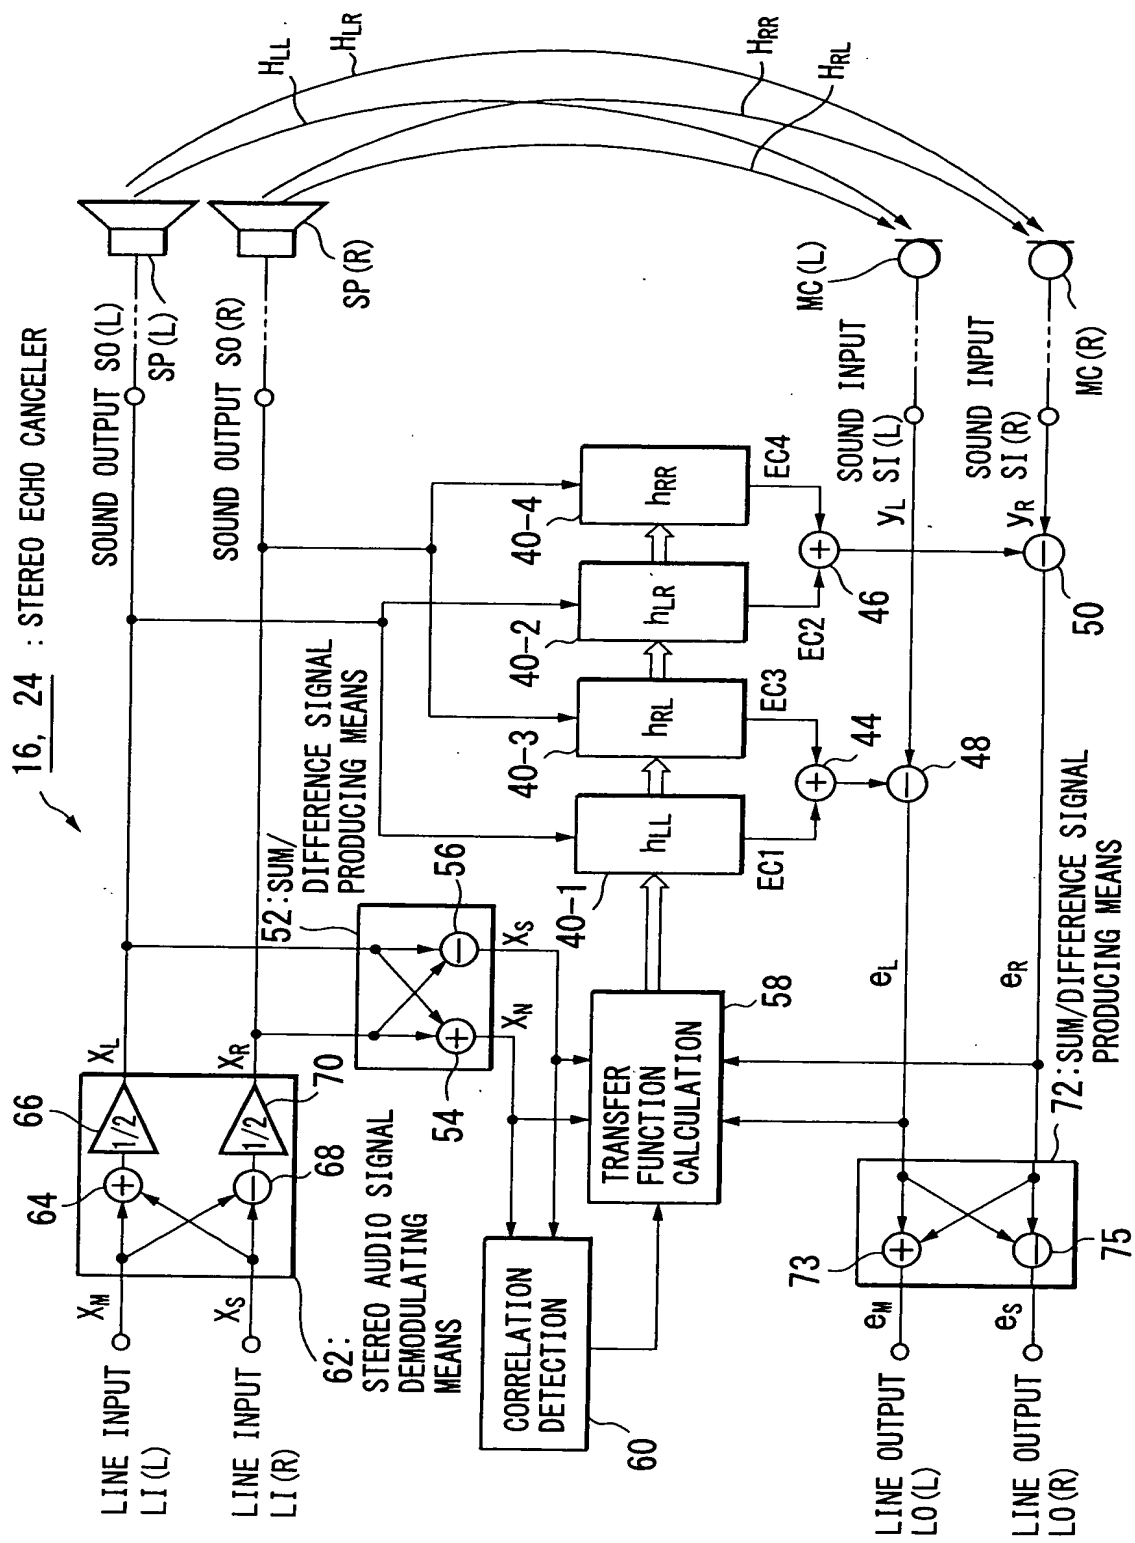 16, 24 : STEREO ECHO CANCELER
LINE INPUT
LI(L)
XM
64
66
1/2
XL
SOUND OUTPUT SO(L)
SP(L)
HLL
HLR
LINE INPUT
LI(R)
XS
68
1/2
70
XR
SOUND OUTPUT SO(R)
SP(R)
HRR
HRL
62:
STEREO AUDIO SIGNAL
DEMODULATING
MEANS
52:SUM/
DIFFERENCE SIGNAL
PRODUCING MEANS
54
56
XN
XS
CORRELATION
DETECTION
60
TRANSFER
FUNCTION
CALCULATION
58
40-1
hLL
40-3
hRL
40-2
hLR
40-4
hRR
EC1
EC3
EC2
EC4
44
46
SOUND INPUT
SI(L)
MC(L)
yL
48
eL
SOUND INPUT
SI(R)
MC(R)
yR
50
eR
72:SUM/DIFFERENCE SIGNAL
PRODUCING MEANS
73
75
eM
eS
LINE OUTPUT
LO(L)
LINE OUTPUT
LO(R)
+
−
+
−
+
+
−
−
+
−